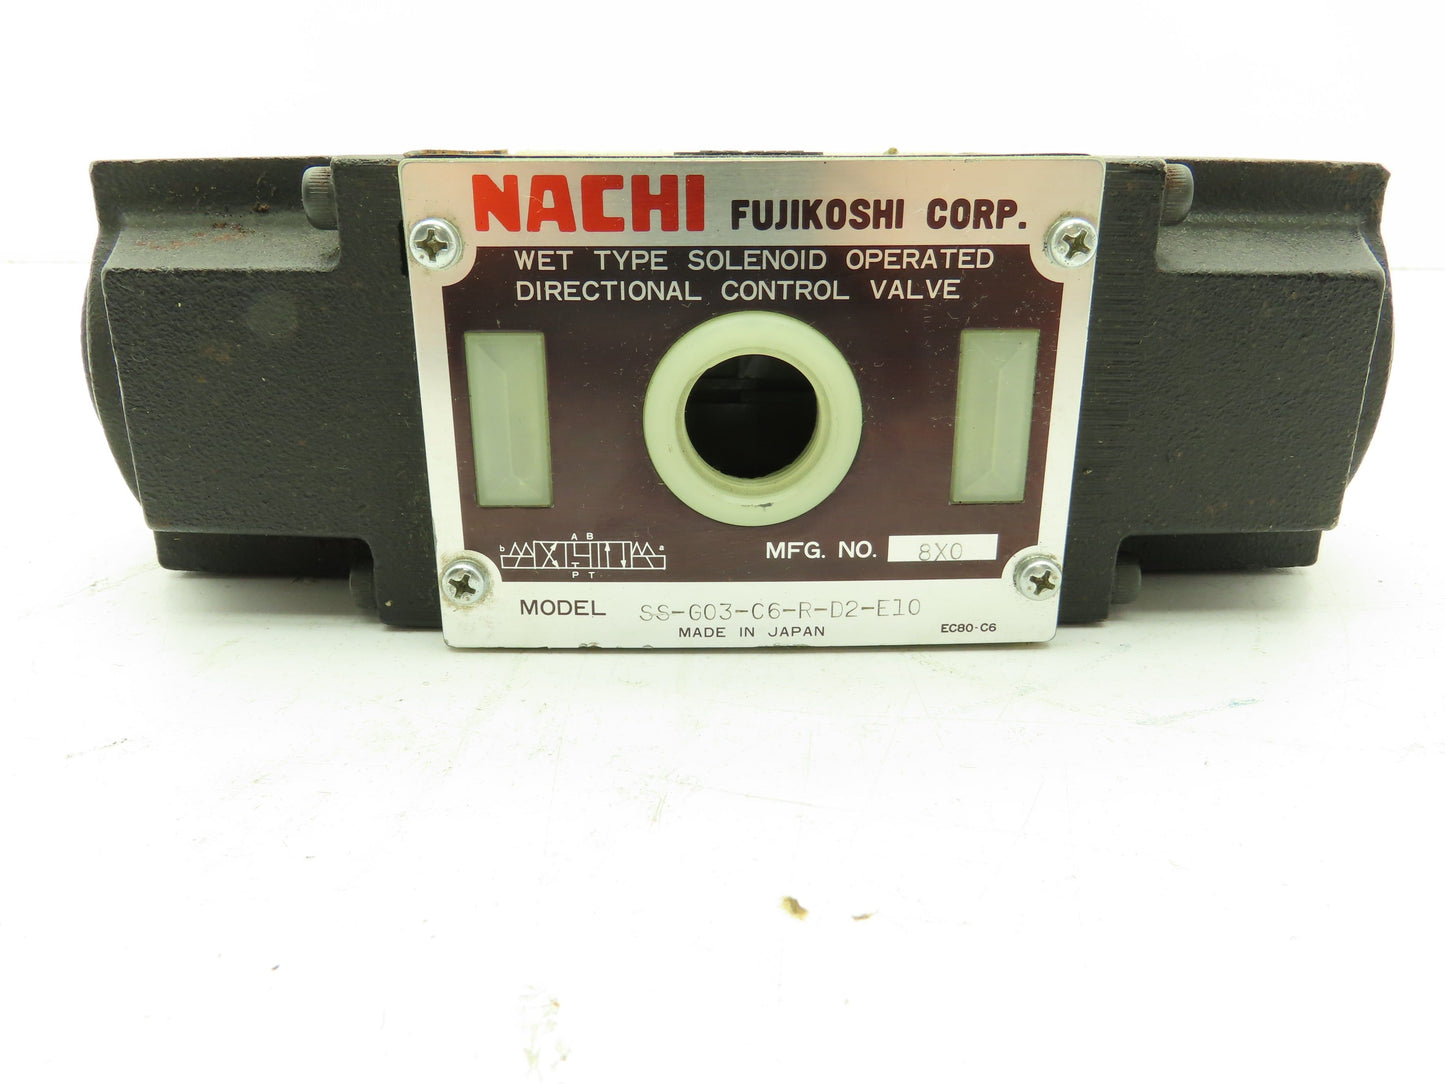 NACHI FUJIKOSHI CORP.
WET TYPE SOLENOID OPERATED
DIRECTIONAL CONTROL VALVE
A B
b a
T
P T
MFG. NO. 8X0
MODEL SS-G03-C6-R-D2-E10
MADE IN JAPAN EC80-C6